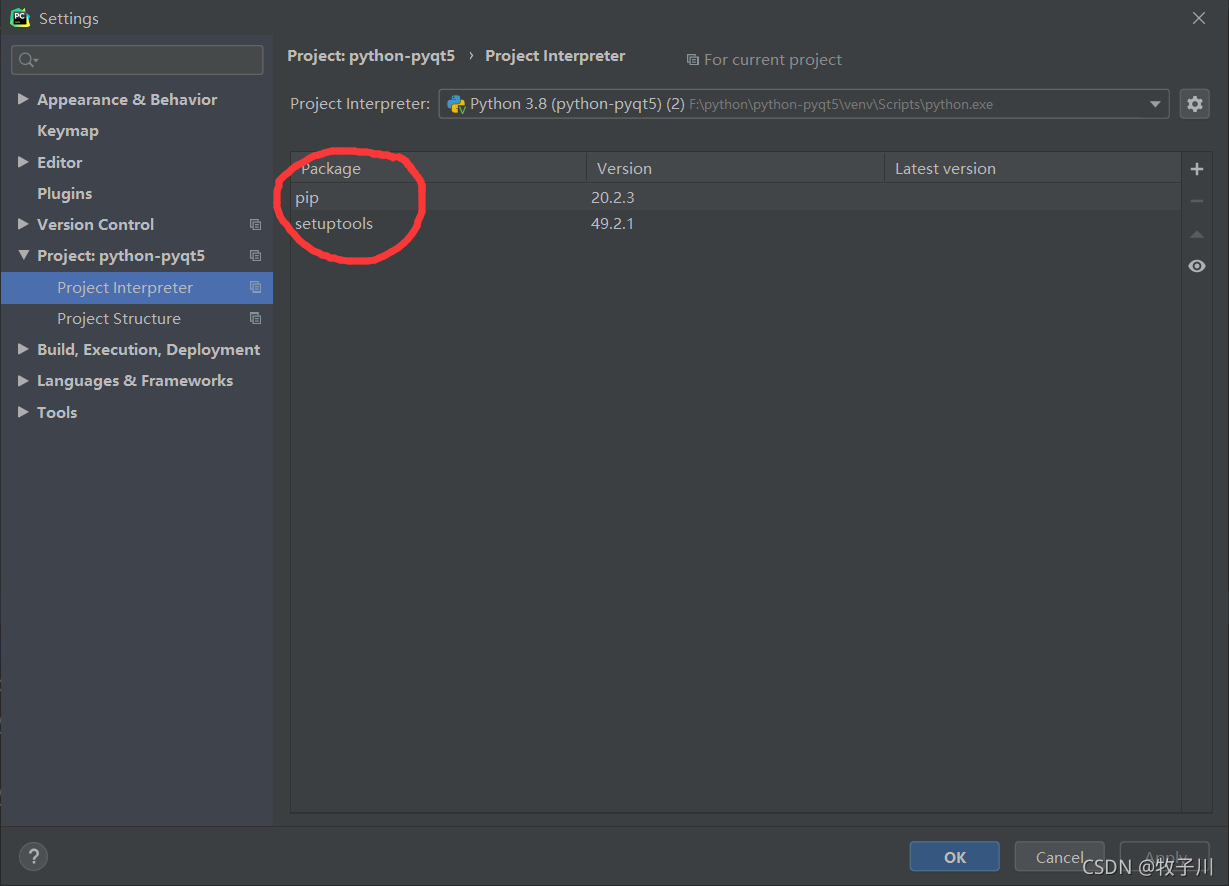 Settings
Project: python-pyqt5 › Project Interpreter For current project
Appearance & Behavior
Keymap
Editor
Plugins
Version Control
Project: python-pyqt5
Project Interpreter
Project Structure
Build, Execution, Deployment
Languages & Frameworks
Tools
Project Interpreter: Python 3.8 (python-pyqt5) (2) F:\python\python-pyqt5\venv\Scripts\python.exe
Package Version Latest version
pip 20.2.3
setuptools 49.2.1
? OK Cancel Apply
CSDN @牧子川